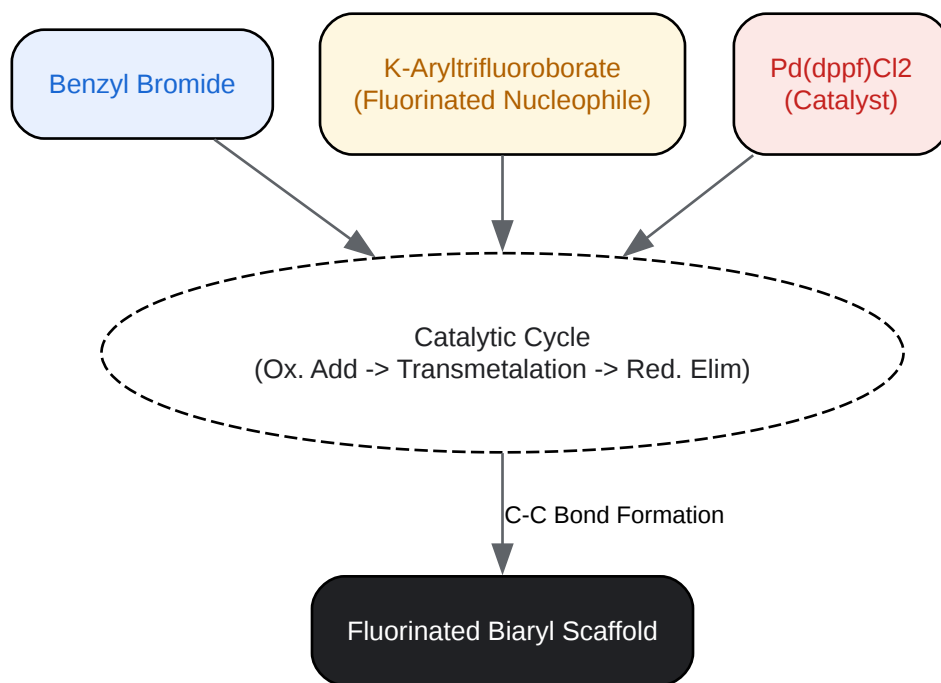 Benzyl Bromide
K-Aryltrifluoroborate
(Fluorinated Nucleophile)
Pd(dppf)Cl2
(Catalyst)
Catalytic Cycle
(Ox. Add -> Transmetalation -> Red. Elim)
C-C Bond Formation
Fluorinated Biaryl Scaffold